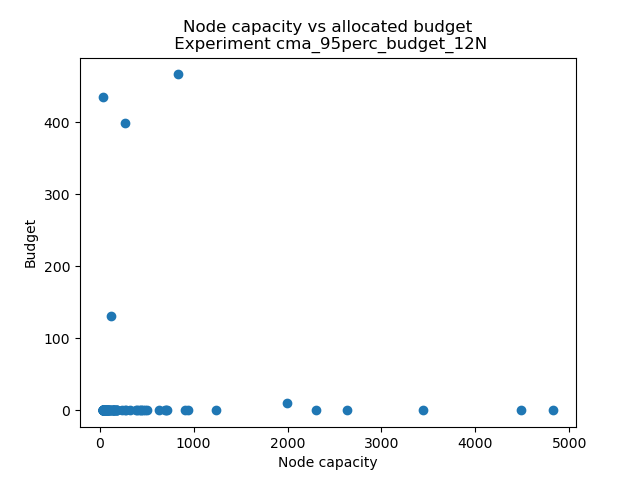 Node capacity vs allocated budget
Experiment cma_95perc_budget_12N
400
300
200
100
0
Budget
0 1000 2000 3000 4000 5000
Node capacity